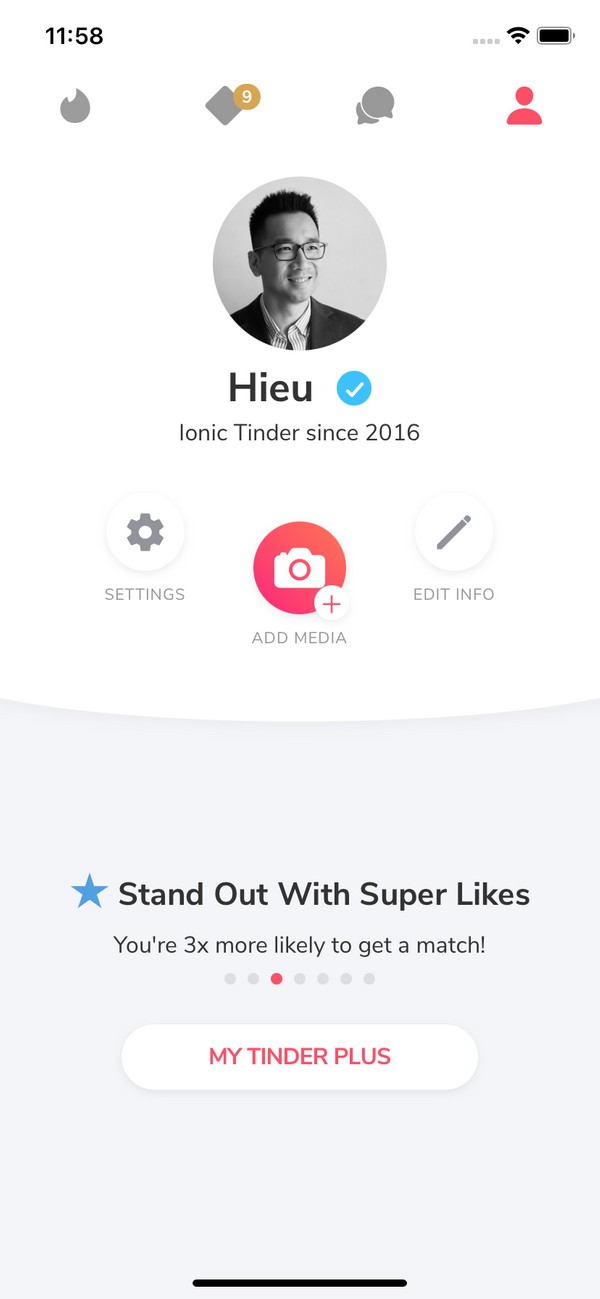 11:58
9
Hieu
Ionic Tinder since 2016
SETTINGS
EDIT INFO
ADD MEDIA
Stand Out With Super Likes
You're 3x more likely to get a match!
MY TINDER PLUS